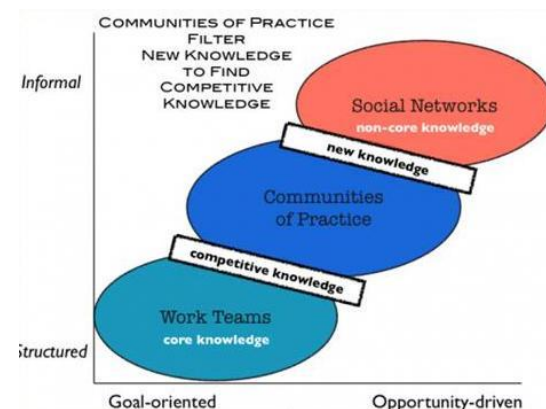 COMMUNITIES OF PRACTICE
FILTER
NEW KNOWLEDGE
TO FIND
COMPETITIVE
KNOWLEDGE
Informal
Social Networks
non-core knowledge
new knowledge
Communities
of Practice
competitive knowledge
Work Teams
core knowledge
Structured
Goal-oriented
Opportunity-driven